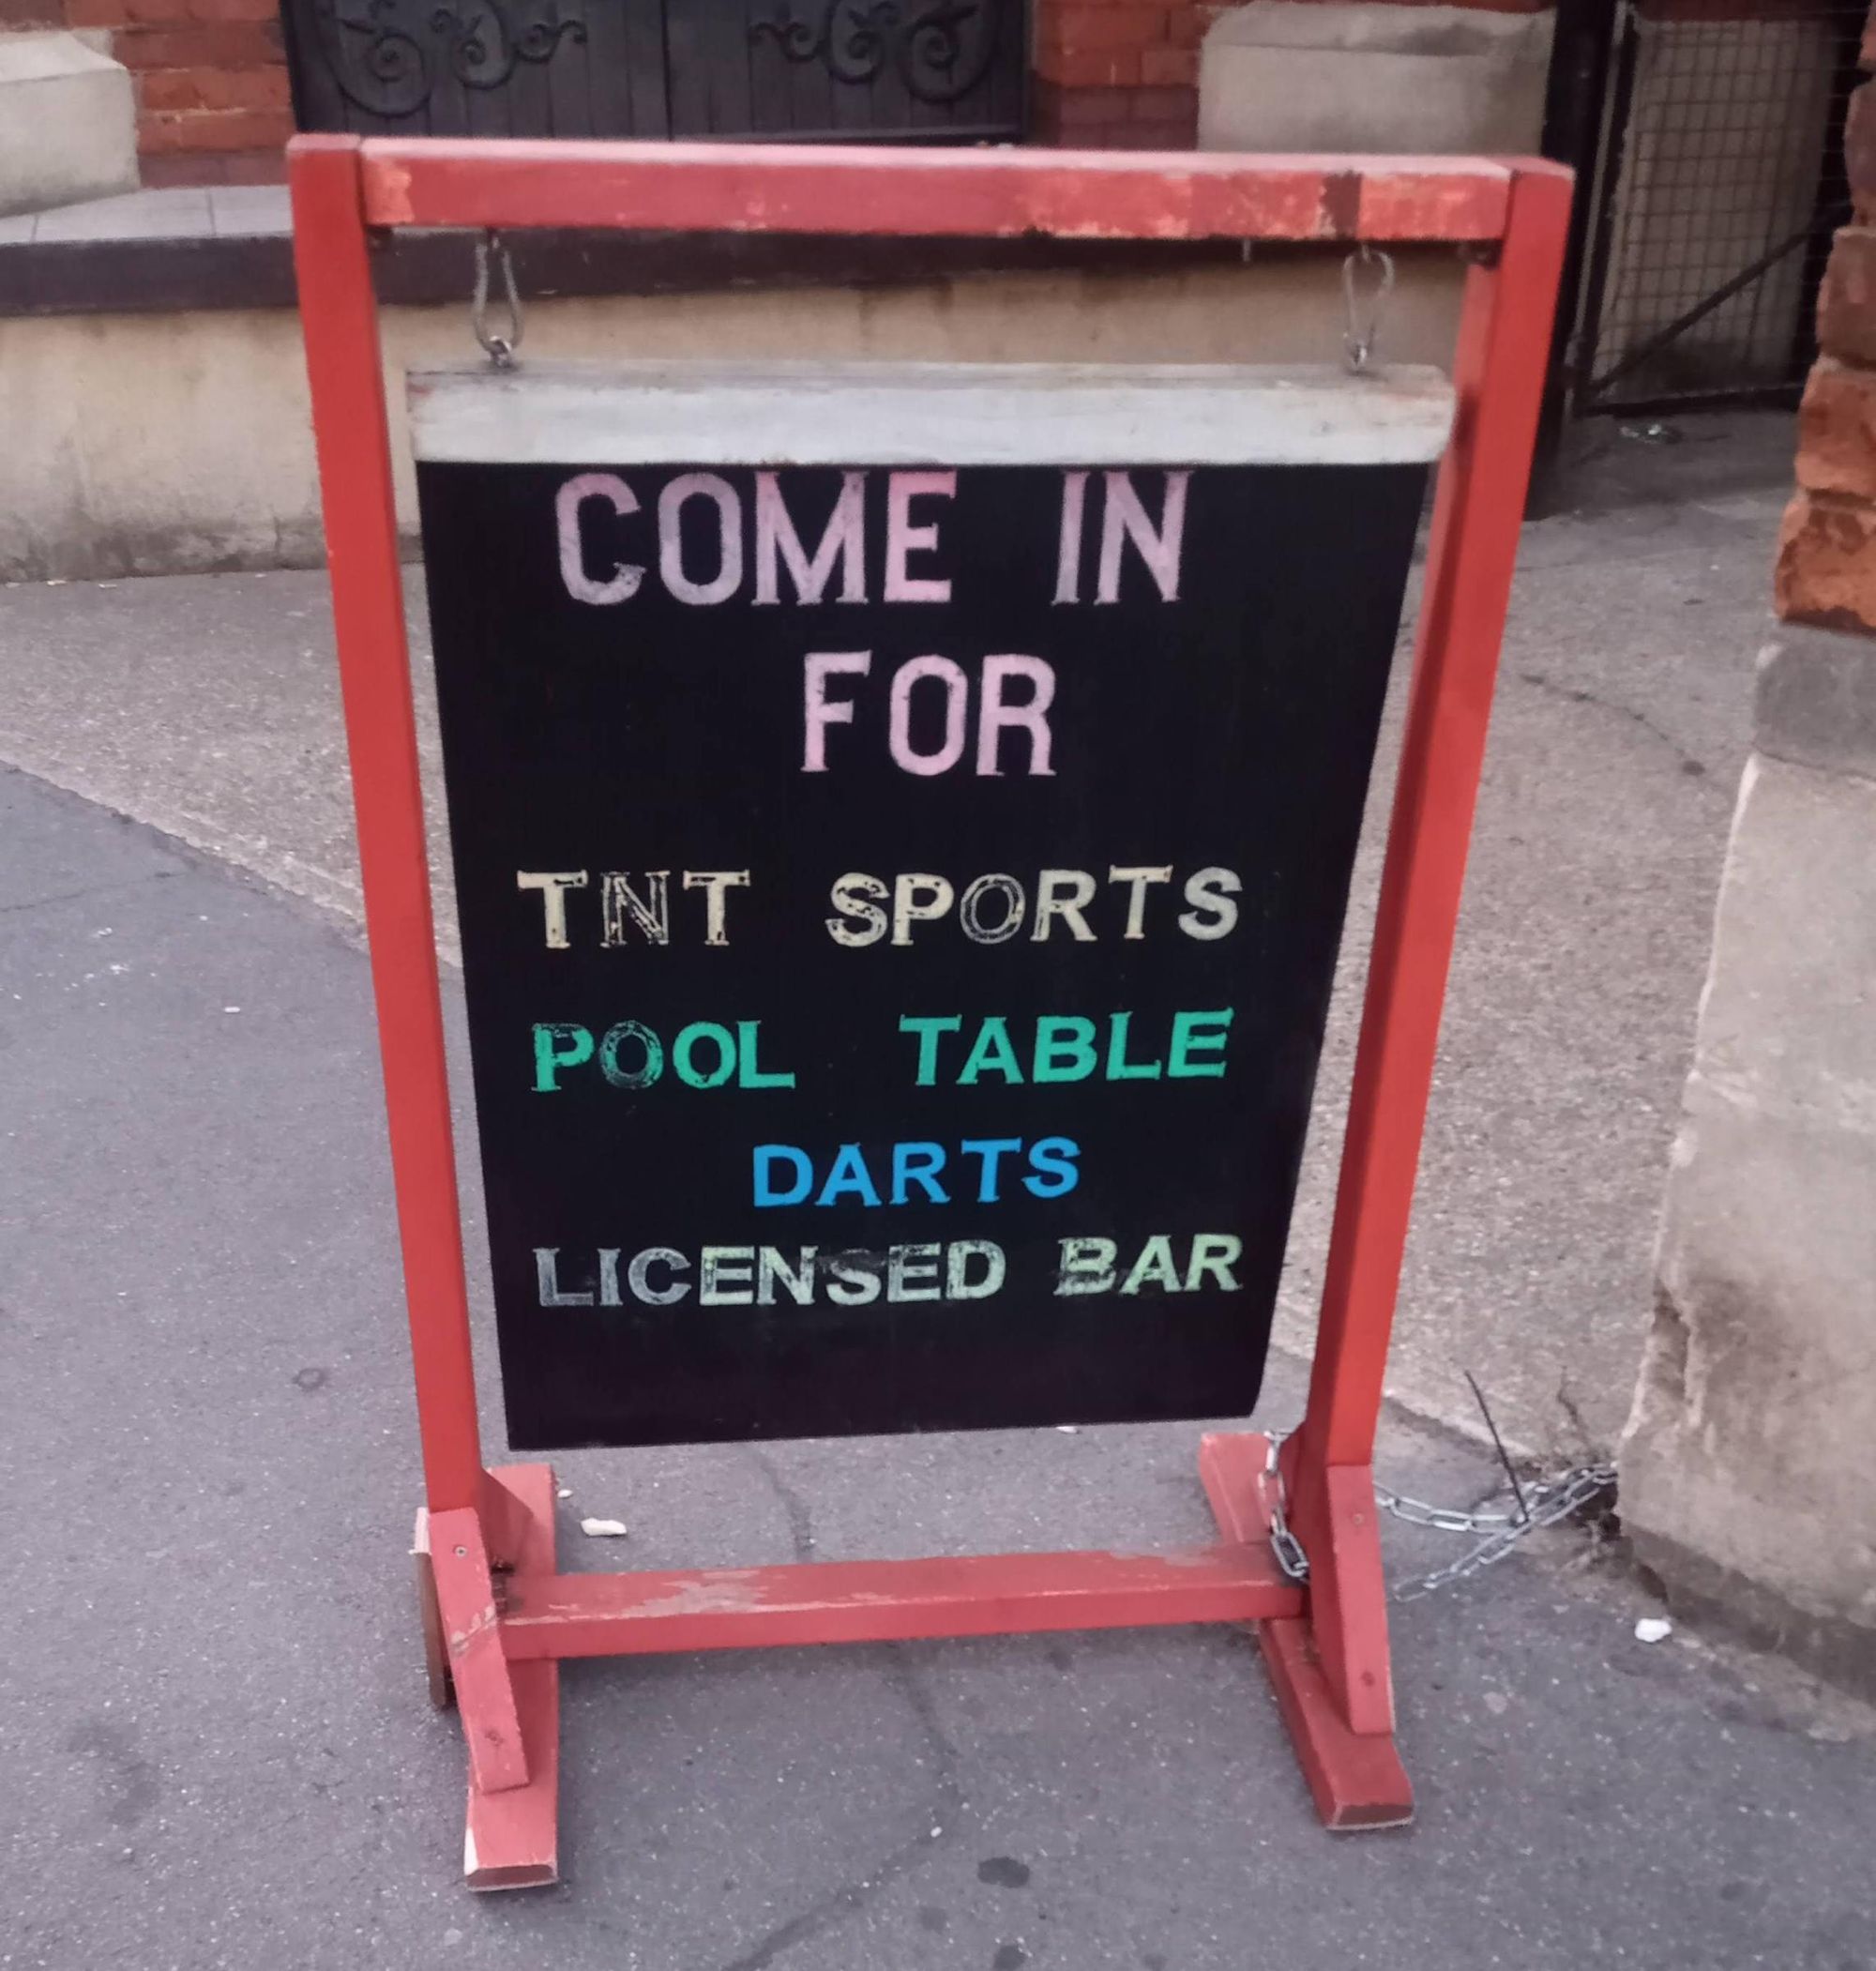 COME IN
FOR
TNT SPORTS
POOL TABLE
DARTS
LICENSED BAR